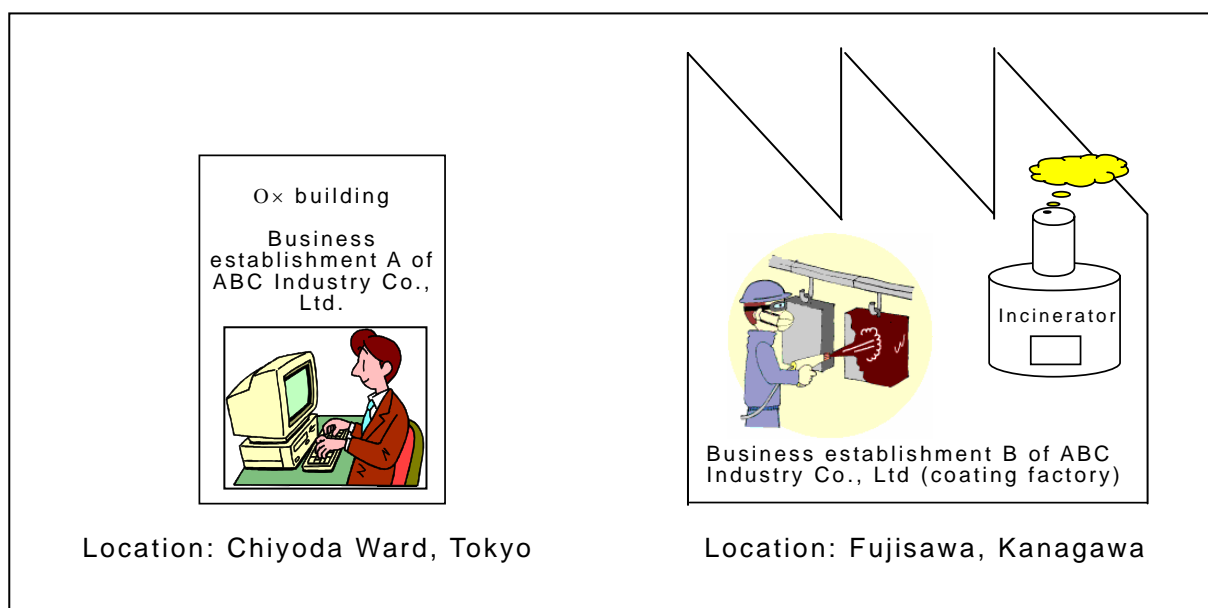 O× building
Business
establishment A of
ABC Industry Co.,
Ltd.
Location: Chiyoda Ward, Tokyo
Incinerator
Business establishment B of ABC
Industry Co., Ltd (coating factory)
Location: Fujisawa, Kanagawa